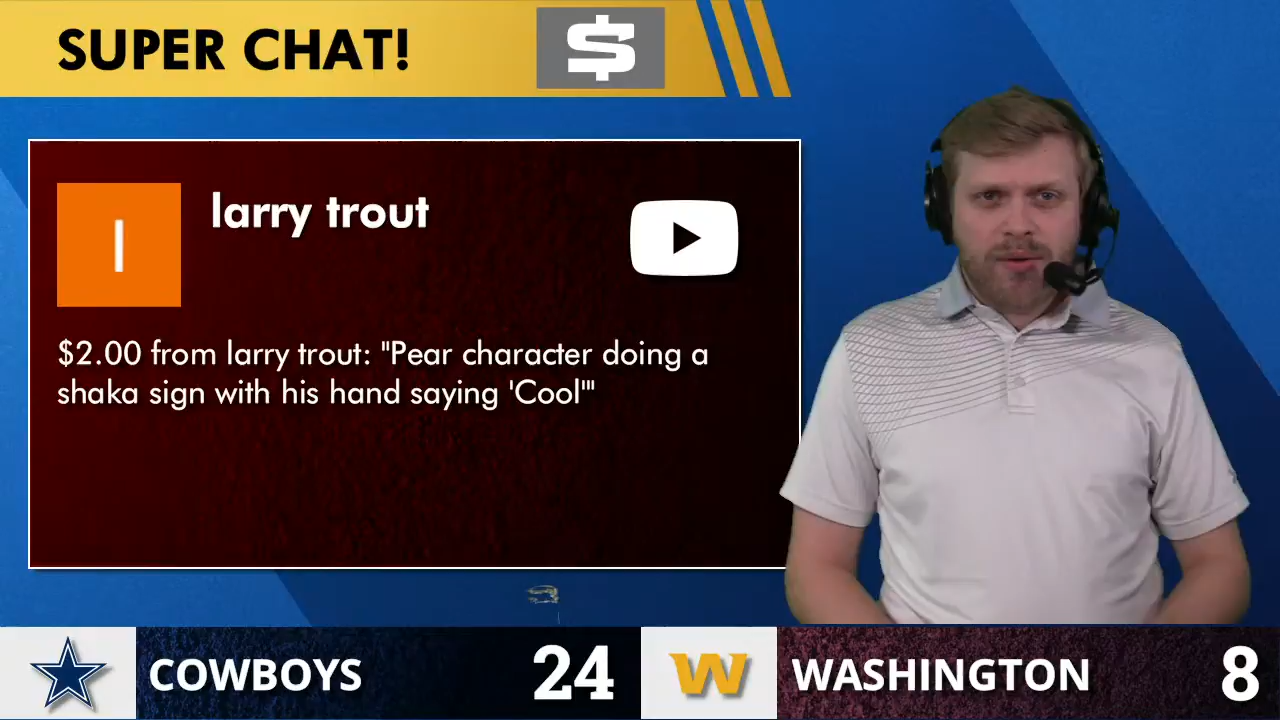 SUPER CHAT!
$
l
larry trout
$2.00 from larry trout: "Pear character doing a
shaka sign with his hand saying 'Cool'"
COWBOYS 24 W WASHINGTON 8